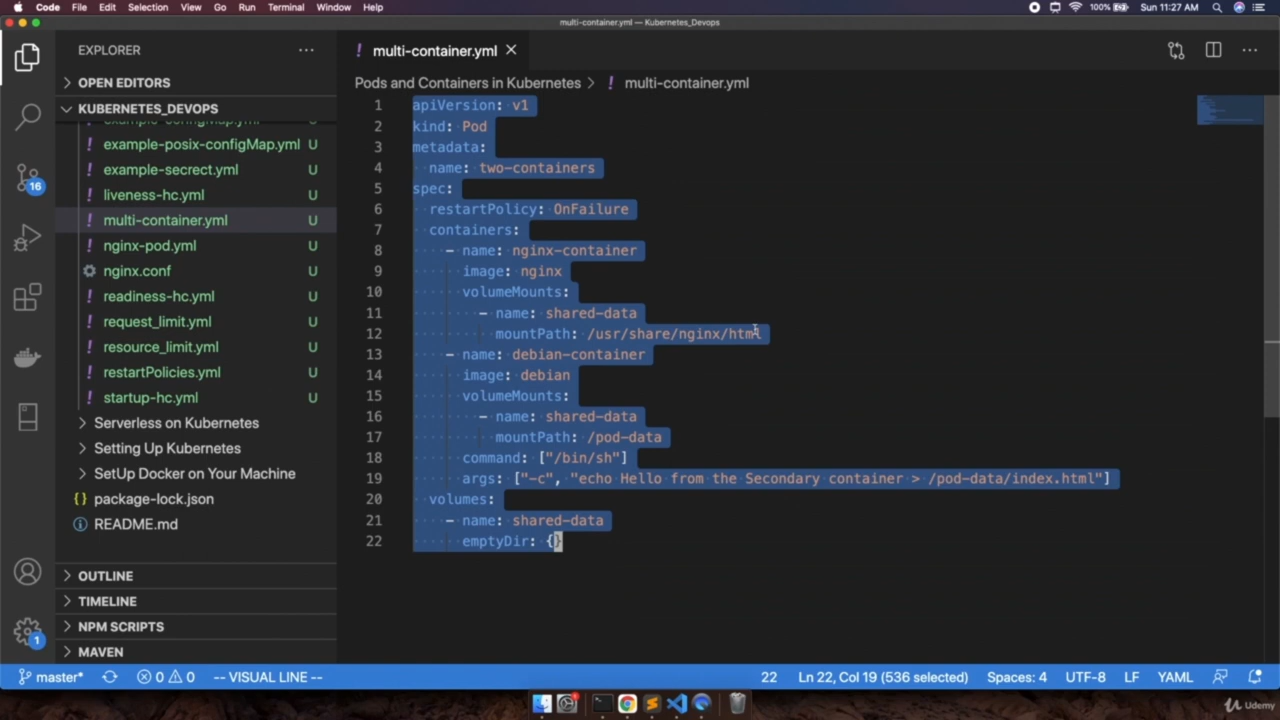 Code File Edit Selection View Go Run Terminal Window Help 100% Sun 11:27 AM
multi-container.yml — Kubernetes_Devops
EXPLORER
OPEN EDITORS
KUBERNETES_DEVOPS
example-configMap.yml U
example-posix-configMap.yml U
example-secrect.yml U
liveness-hc.yml U
multi-container.yml U
nginx-pod.yml U
nginx.conf U
readiness-hc.yml U
request_limit.yml U
resource_limit.yml U
restartPolicies.yml U
startup-hc.yml U
Serverless on Kubernetes
Setting Up Kubernetes
SetUp Docker on Your Machine
package-lock.json
README.md
OUTLINE
TIMELINE
NPM SCRIPTS
MAVEN
16
1
! multi-container.yml
Pods and Containers in Kubernetes > ! multi-container.yml
1 apiVersion: v1
2 kind: Pod
3 metadata:
4 name: two-containers
5 spec:
6 restartPolicy: OnFailure
7 containers:
8 - name: nginx-container
9 image: nginx
10 volumeMounts:
11 - name: shared-data
12 mountPath: /usr/share/nginx/html
13 - name: debian-container
14 image: debian
15 volumeMounts:
16 - name: shared-data
17 mountPath: /pod-data
18 command: ["/bin/sh"]
19 args: ["-c", "echo Hello from the Secondary container > /pod-data/index.html"]
20 volumes:
21 - name: shared-data
22 emptyDir: {}
master* 0 0 -- VISUAL LINE -- 22 Ln 22, Col 19 (536 selected) Spaces: 4 UTF-8 LF YAML
Udemy